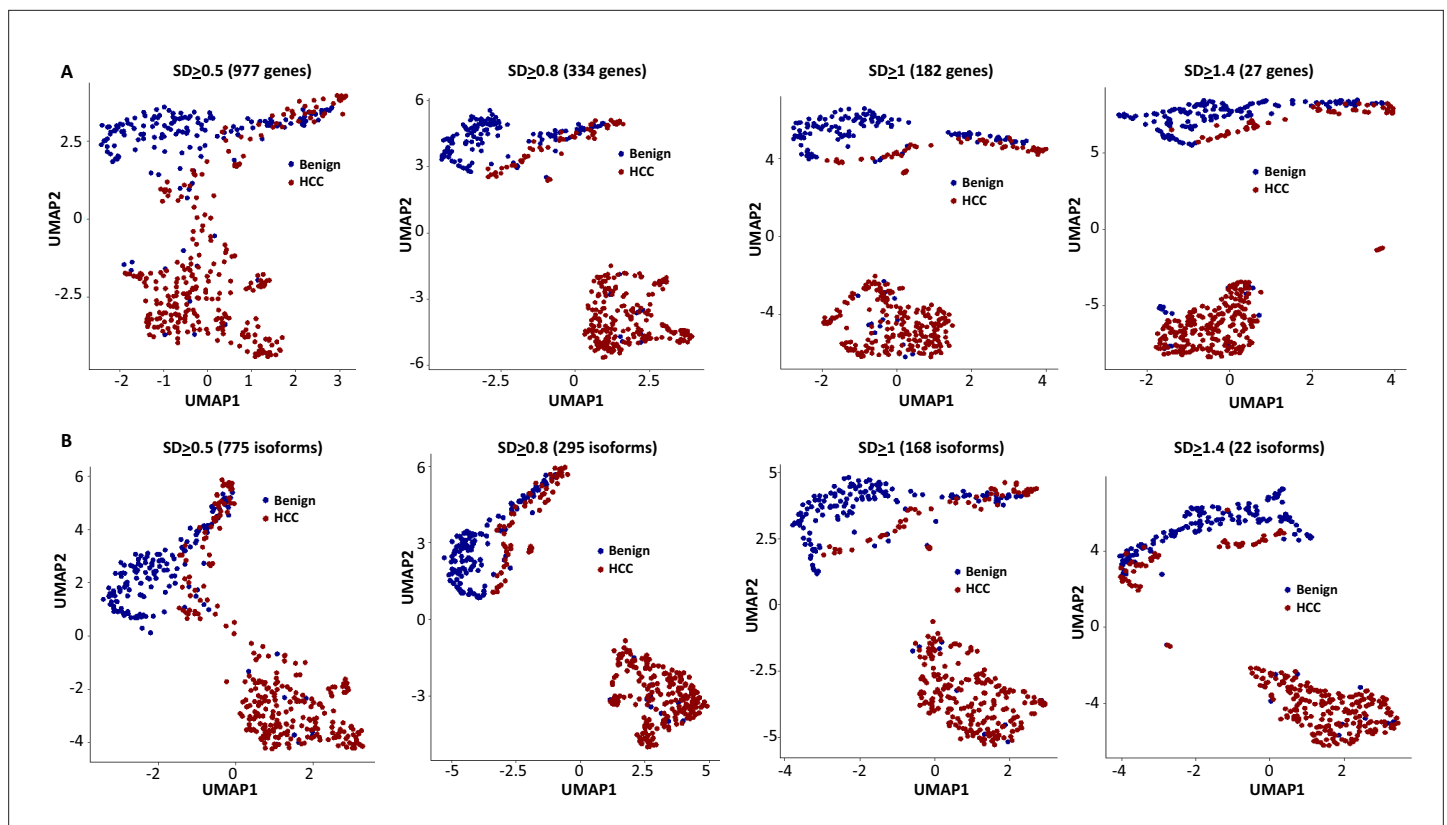 A
SD≥0.5 (977 genes)
5
2.5
0
-2.5
UMAP2
-2 -2 1 0 1 2 3
UMAP1
Benign
HCC
SD≥0.8 (334 genes)
6
3
0
-3
-6
UMAP2
-2.5 0 2.5
UMAP1
Benign
HCC
SD≥1 (182 genes)
4
0
-4
UMAP2
-2 0 2 4
UMAP1
Benign
HCC
SD≥1.4 (27 genes)
5
0
-5
UMAP2
-2 0 2 4
UMAP1
Benign
HCC
B
SD≥0.5 (775 isoforms)
6
4
2
0
-2
-4
UMAP2
-2 0 2
UMAP1
Benign
HCC
SD≥0.8 (295 isoforms)
6
3
0
-3
UMAP2
-5 -2.5 0 2.5 5
UMAP1
Benign
HCC
SD≥1 (168 isoforms)
5
2.5
0
-2.5
-5
UMAP2
-4 -2 0 2
UMAP1
Benign
HCC
SD≥1.4 (22 isoforms)
4
0
-4
UMAP2
-4 -2 0 2
UMAP1
Benign
HCC